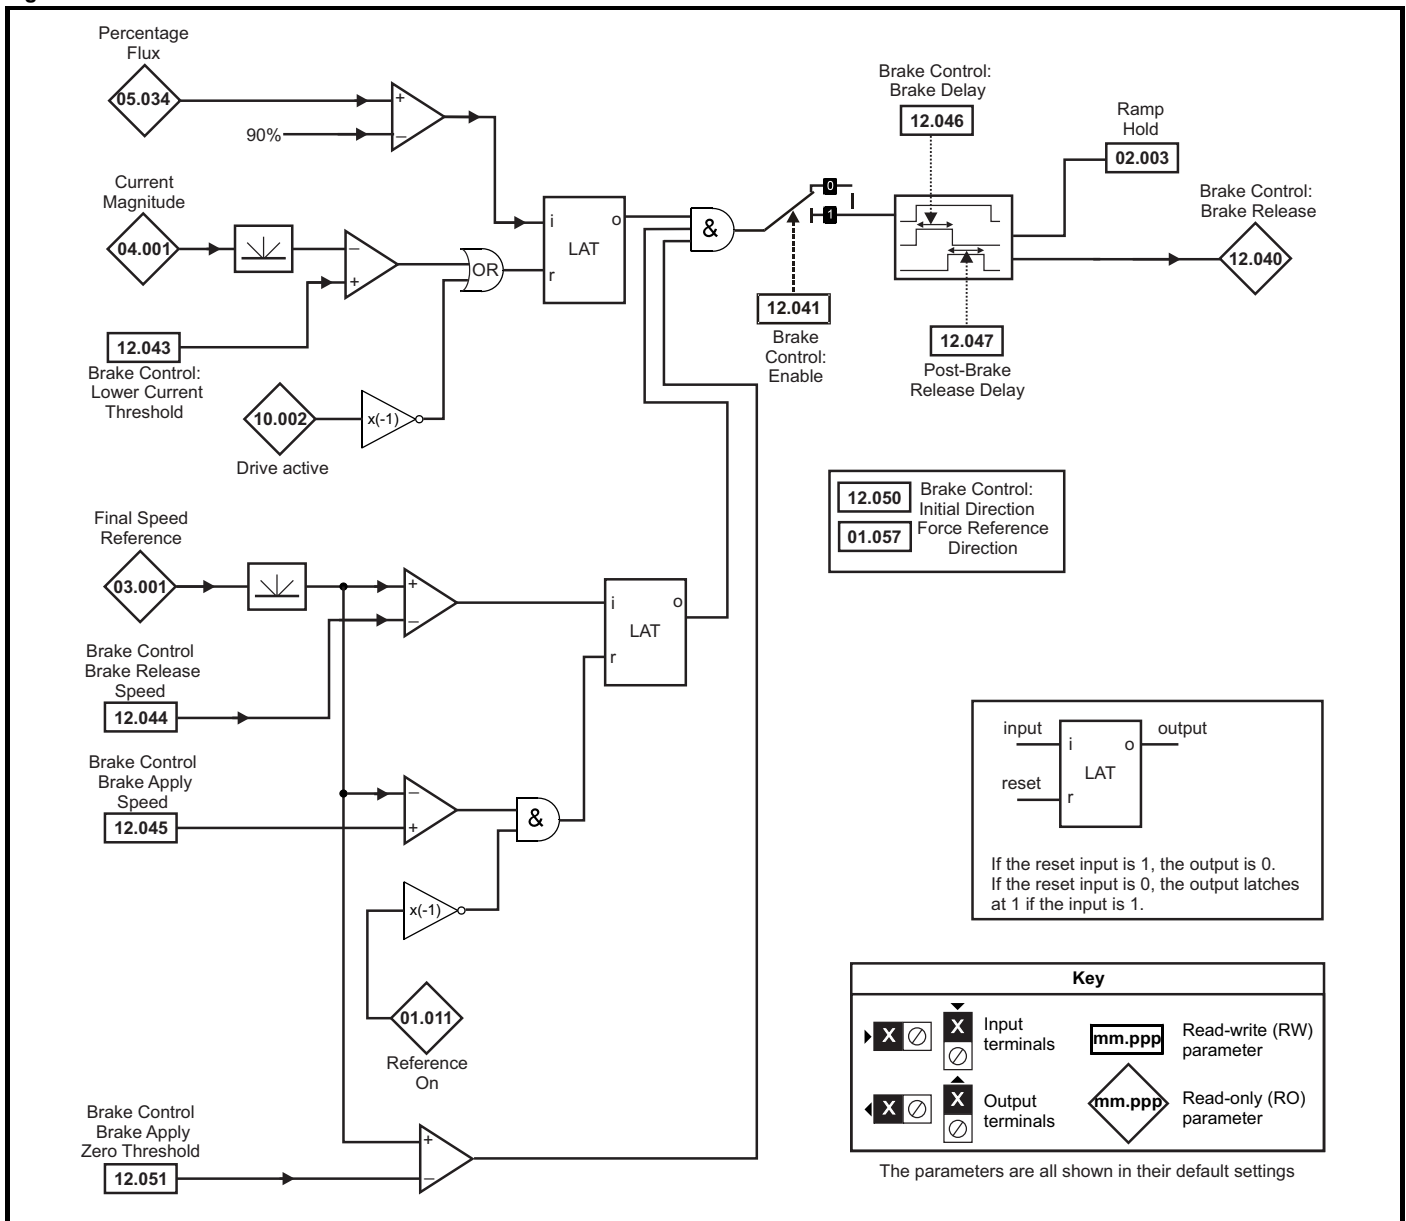 Percentage
Flux
05.034
+
90%
–
Current
Magnitude
04.001
–
+
12.043
Brake Control:
Lower Current
Threshold
OR
10.002
Drive active
x(-1)
i
o
LAT
r
&
0
1
12.041
Brake
Control:
Enable
Brake Control:
Brake Delay
12.046
12.047
Post-Brake
Release Delay
Ramp
Hold
02.003
Brake Control:
Brake Release
12.040
12.050
Brake Control:
Initial Direction
01.057
Force Reference
Direction
Final Speed
Reference
03.001
+
–
Brake Control
Brake Release
Speed
12.044
i
o
LAT
r
Brake Control
Brake Apply
Speed
12.045
–
+
&
x(-1)
01.011
Reference
On
Brake Control
Brake Apply
Zero Threshold
12.051
+
–
input
output
i
o
LAT
reset
r
If the reset input is 1, the output is 0.
If the reset input is 0, the output latches
at 1 if the input is 1.
Key
X
X
Input
terminals
mm.ppp
Read-write (RW)
parameter
X
X
Output
terminals
mm.ppp
Read-only (RO)
parameter
The parameters are all shown in their default settings